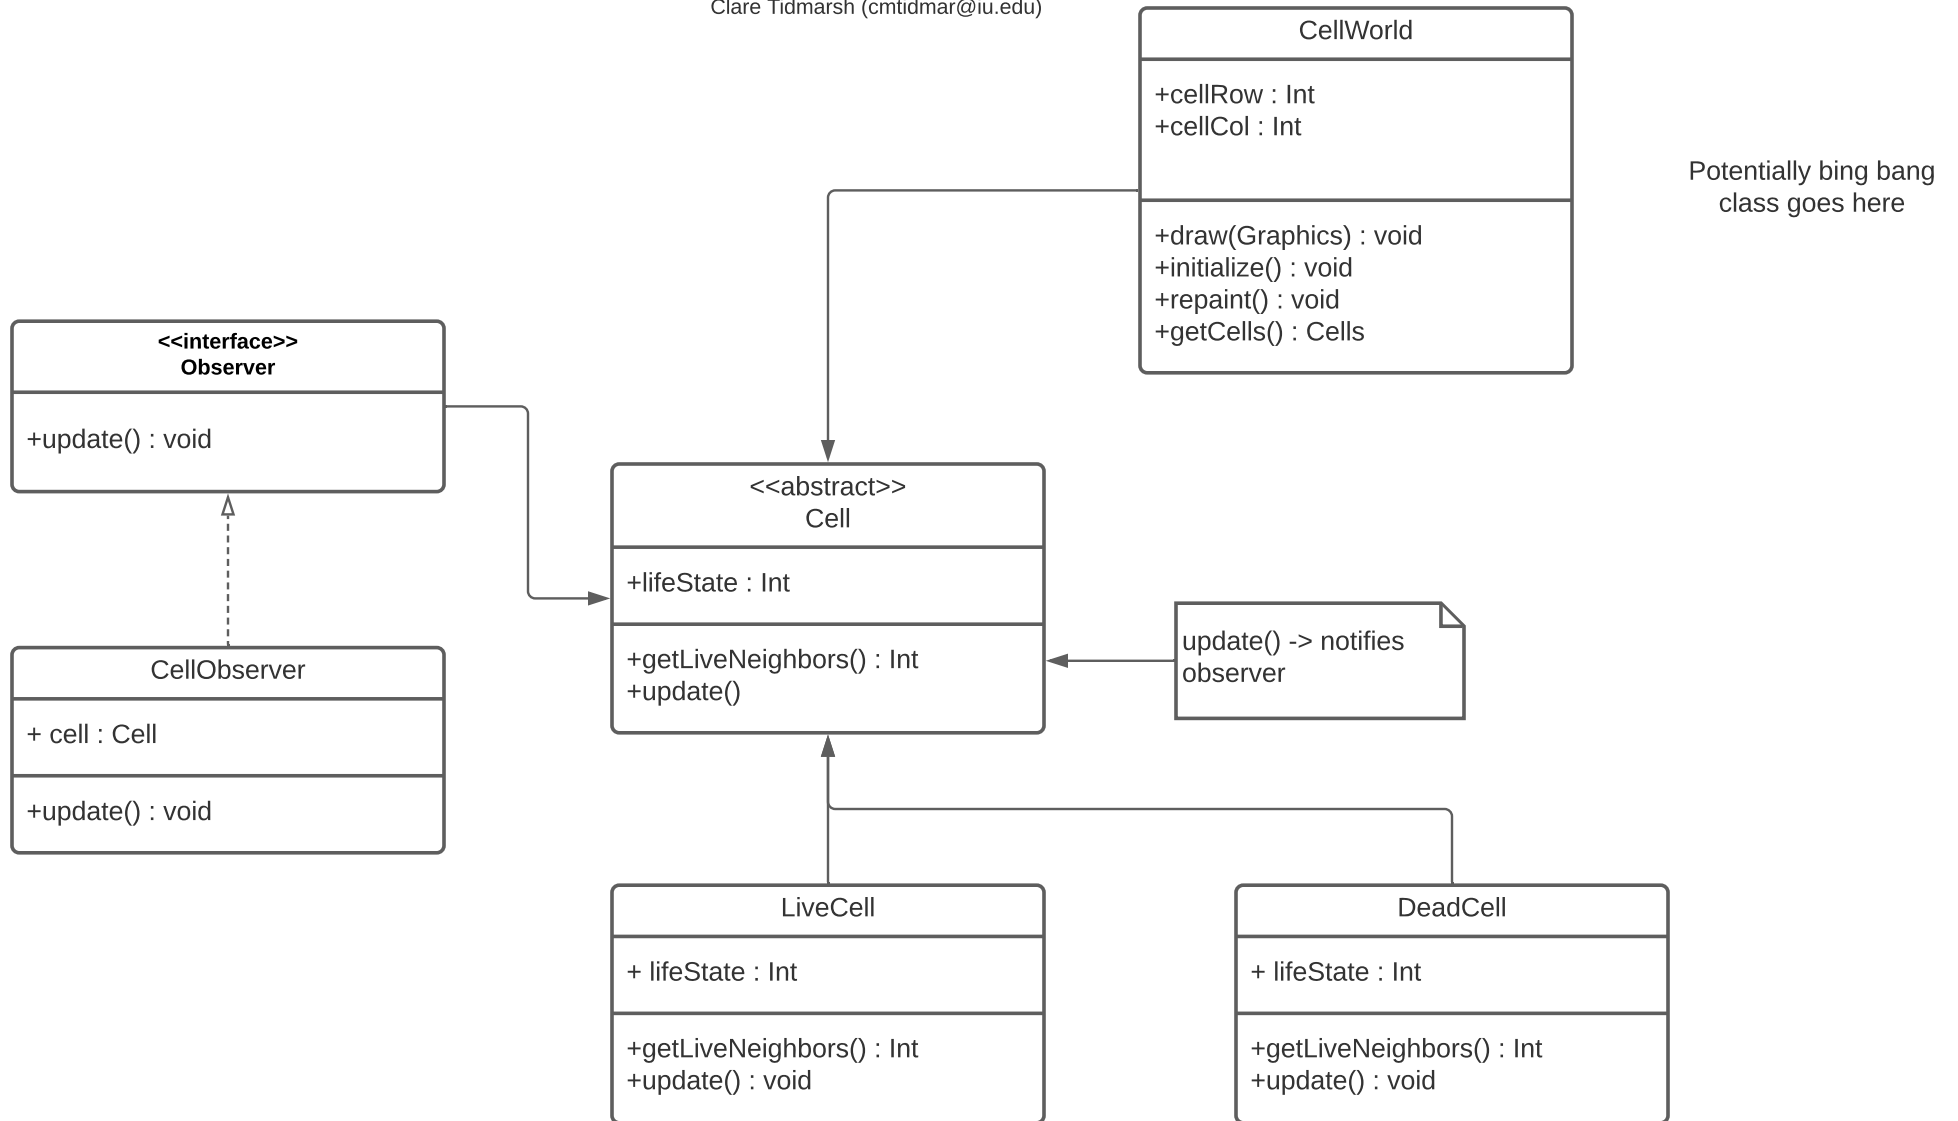 Clare Tidmarsh (cmtidmar@iu.edu)
CellWorld
+cellRow : Int
+cellCol : Int
+draw(Graphics) : void
+initialize() : void
+repaint() : void
+getCells() : Cells
Potentially bing bang
class goes here
<<interface>>
Observer
+update() : void
<<abstract>>
Cell
+lifeState : Int
+getLiveNeighbors() : Int
+update()
update() -> notifies
observer
CellObserver
+ cell : Cell
+update() : void
LiveCell
+ lifeState : Int
+getLiveNeighbors() : Int
+update() : void
DeadCell
+ lifeState : Int
+getLiveNeighbors() : Int
+update() : void